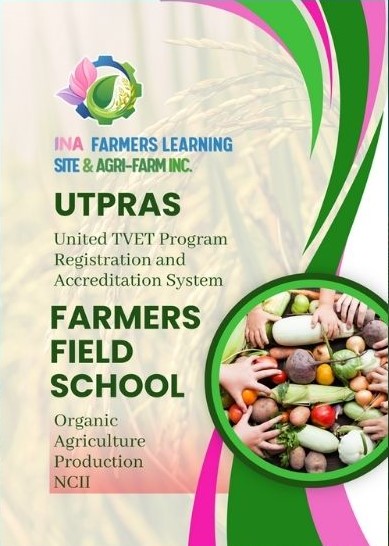 INA FARMERS LEARNING
SITE & AGRI-FARM INC.
UTPRAS
United TVET Program
Registration and
Accreditation System
FARMERS
FIELD
SCHOOL
Organic
Agriculture
Production
NCII